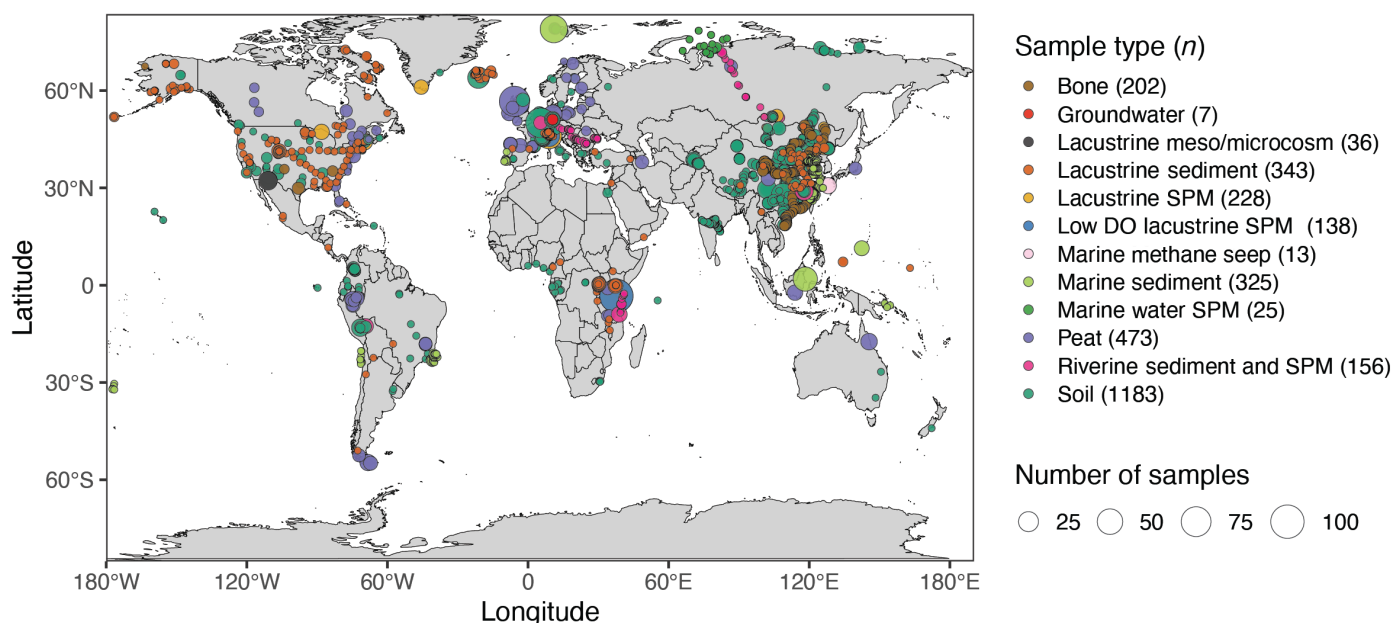 60°N
30°N
0
30°S
60°S
Latitude
180°W
120°W
60°W
0
60°E
120°E
180°E
Longitude
Sample type (n)
Bone (202)
Groundwater (7)
Lacustrine meso/microcosm (36)
Lacustrine sediment (343)
Lacustrine SPM (228)
Low DO lacustrine SPM (138)
Marine methane seep (13)
Marine sediment (325)
Marine water SPM (25)
Peat (473)
Riverine sediment and SPM (156)
Soil (1183)
Number of samples
25 50 75 100